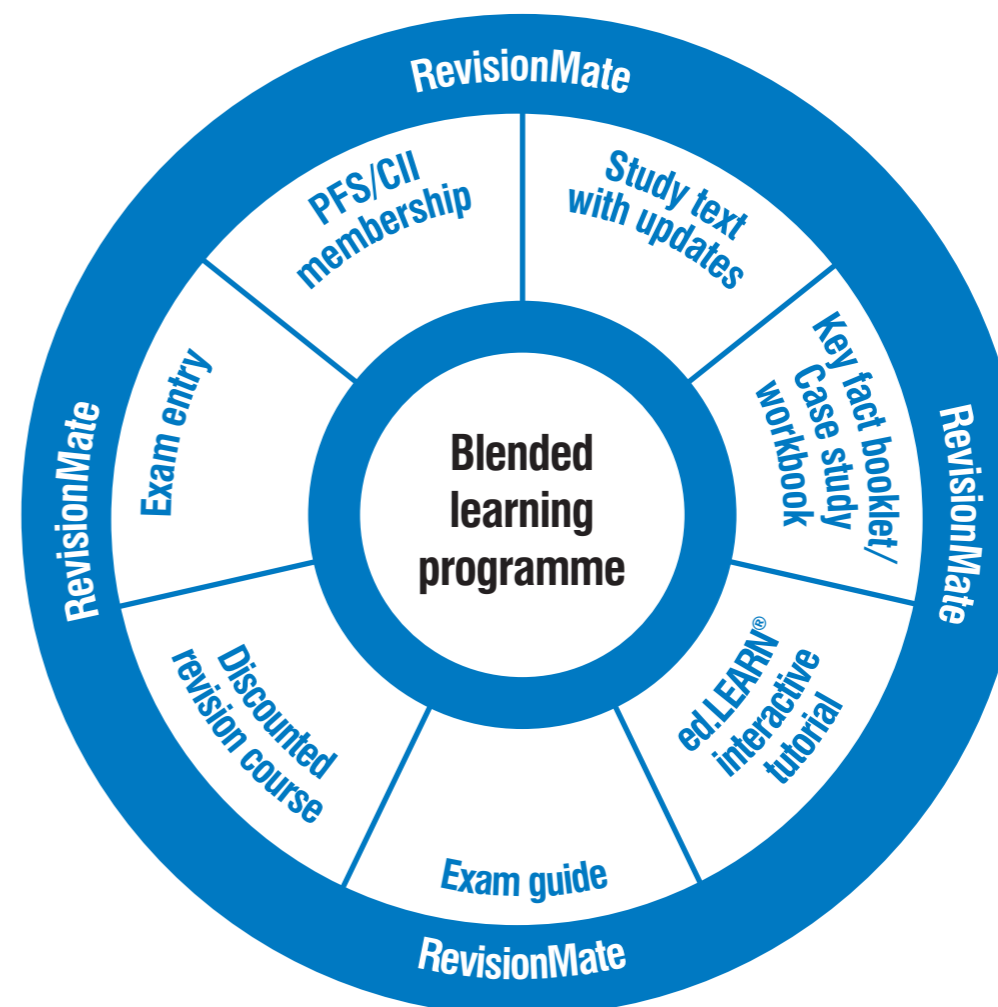 RevisionMate
PFS/CII
membership
Study text
with updates
Key fact booklet/
Case study
workbook
ed.LEARN®
interactive
tutorial
Exam guide
Discounted
revision course
Exam entry
Blended
learning
programme
RevisionMate
RevisionMate
RevisionMate